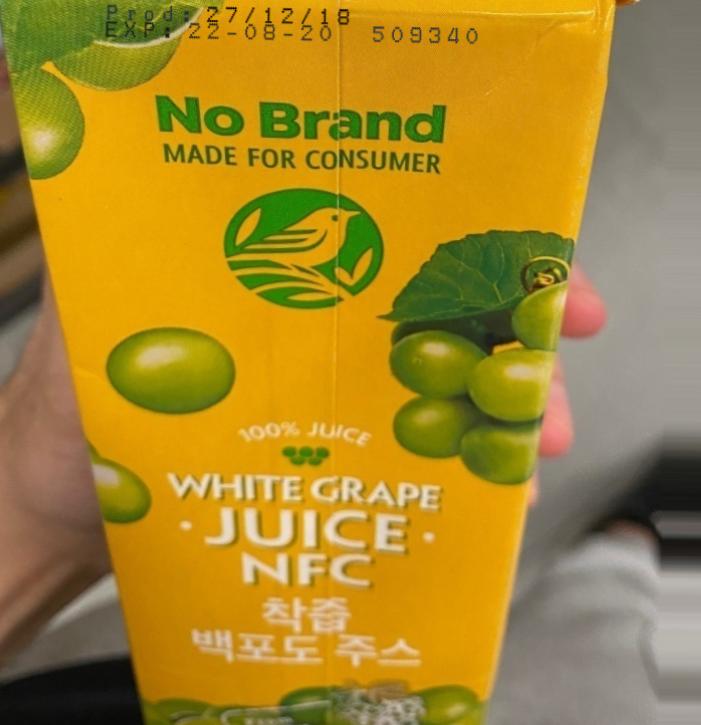 Prod: 27/12/18
EXP: 22-08-20 509340
No Brand
MADE FOR CONSUMER
100% JUICE
WHITE GRAPE
· JUICE ·
NFC
착즙
백포도 주스